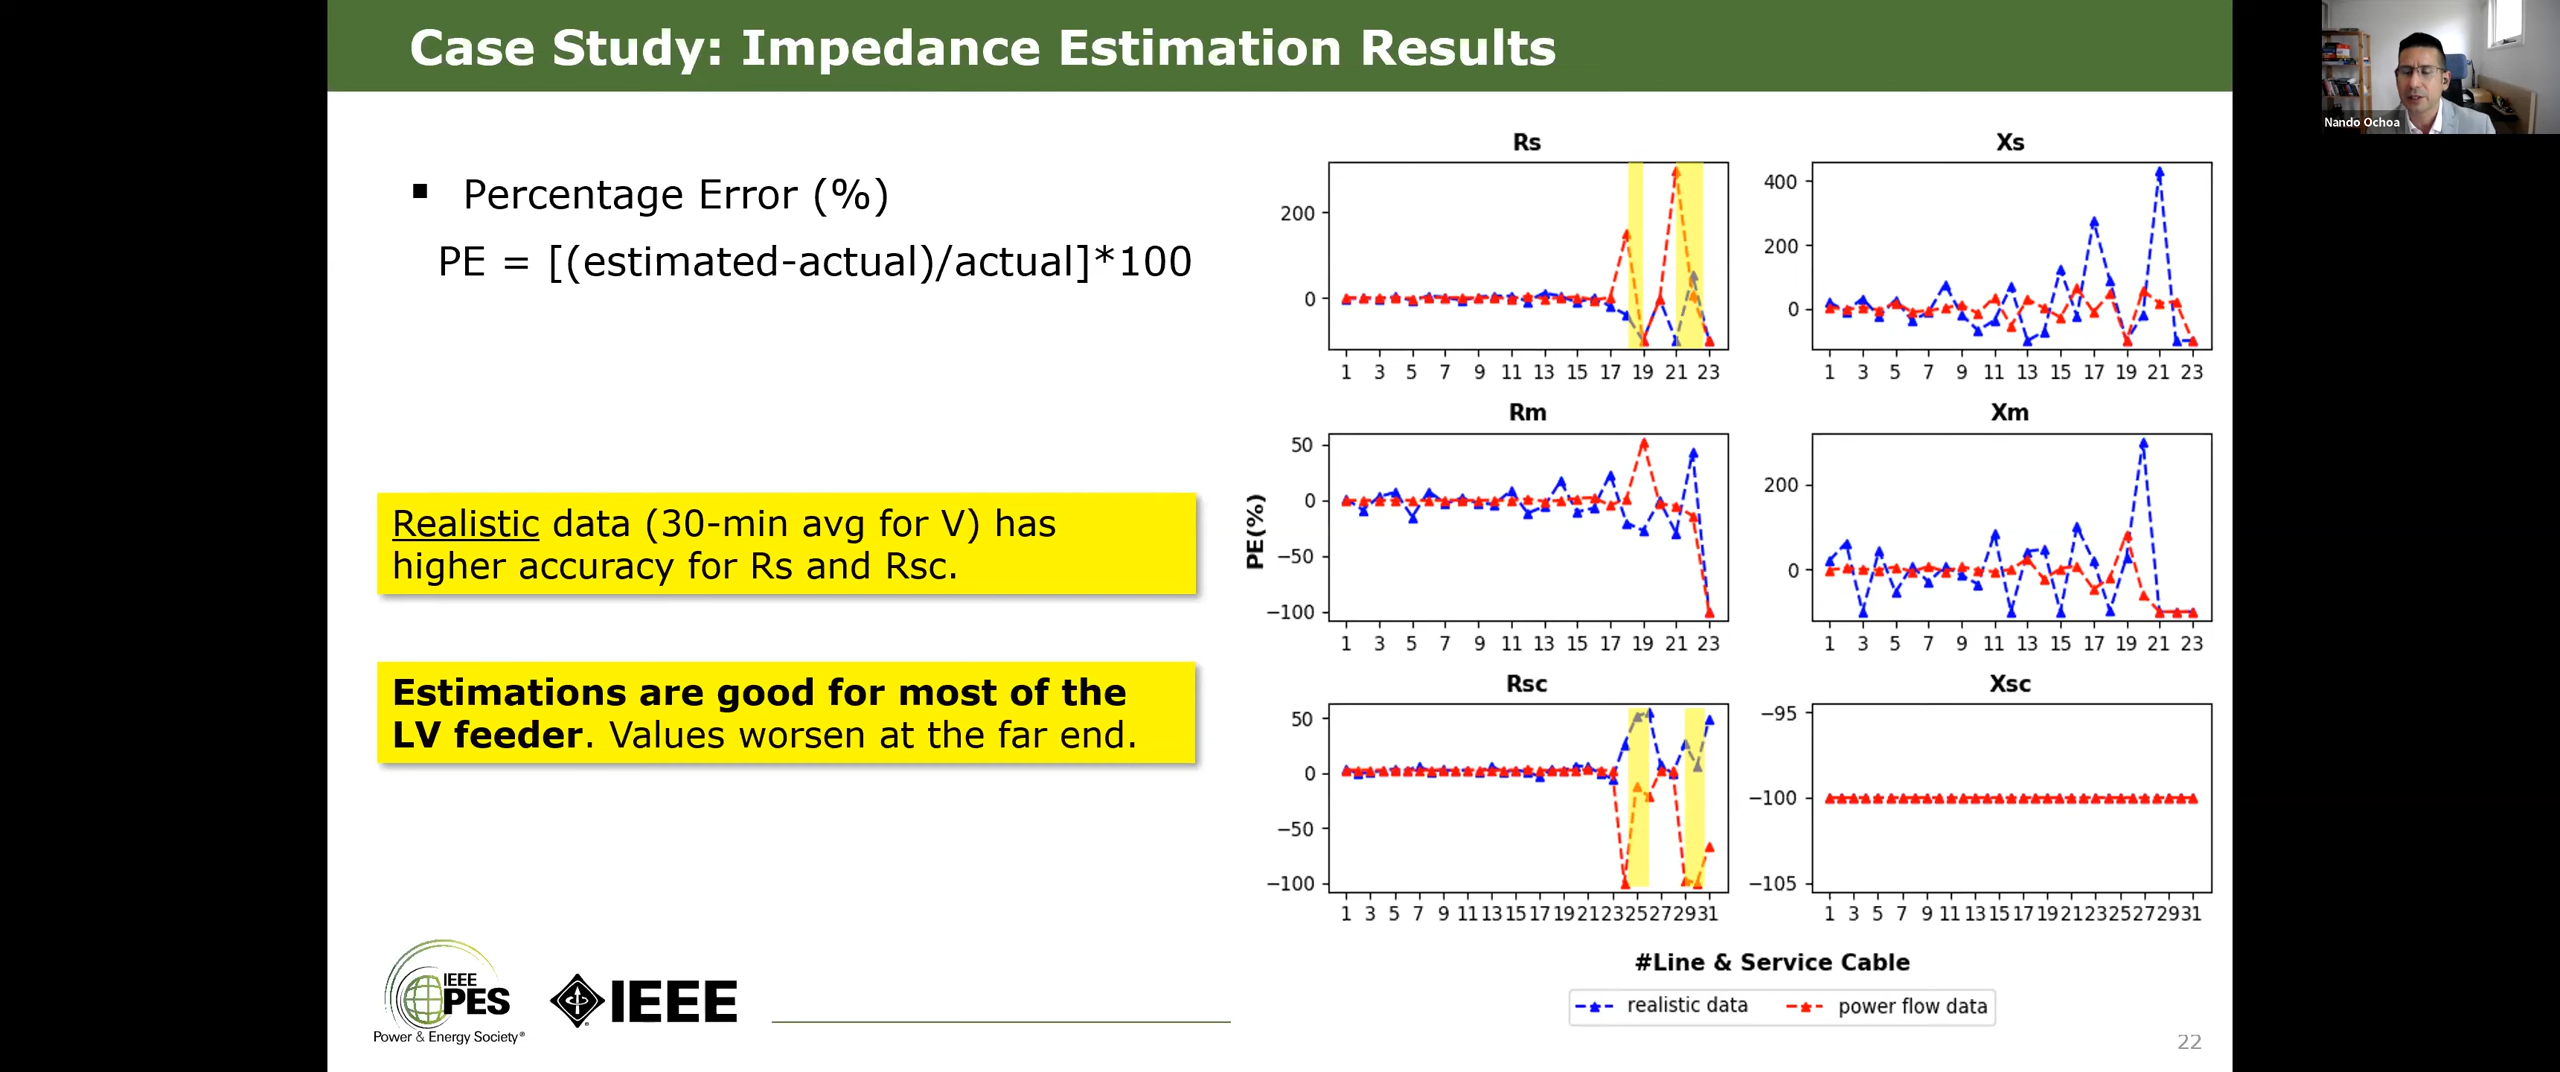 Case Study: Impedance Estimation Results
Nando Ochoa
▪ Percentage Error (%)
PE = [(estimated-actual)/actual]*100
Realistic data (30-min avg for V) has
higher accuracy for Rs and Rsc.
Estimations are good for most of the
LV feeder. Values worsen at the far end.
Rs
200
0
1 3 5 7 9 11 13 15 17 19 21 23
Xs
400
200
0
1 3 5 7 9 11 13 15 17 19 21 23
PE(%)
Rm
50
0
−50
−100
1 3 5 7 9 11 13 15 17 19 21 23
Xm
200
0
1 3 5 7 9 11 13 15 17 19 21 23
Rsc
50
0
−50
−100
1 3 5 7 9 11 13 15 17 19 21 23 25 27 29 31
Xsc
−95
−100
−105
1 3 5 7 9 11 13 15 17 19 21 23 25 27 29 31
#Line & Service Cable
realistic data power flow data
IEEE
PES
Power & Energy Society®
IEEE
22